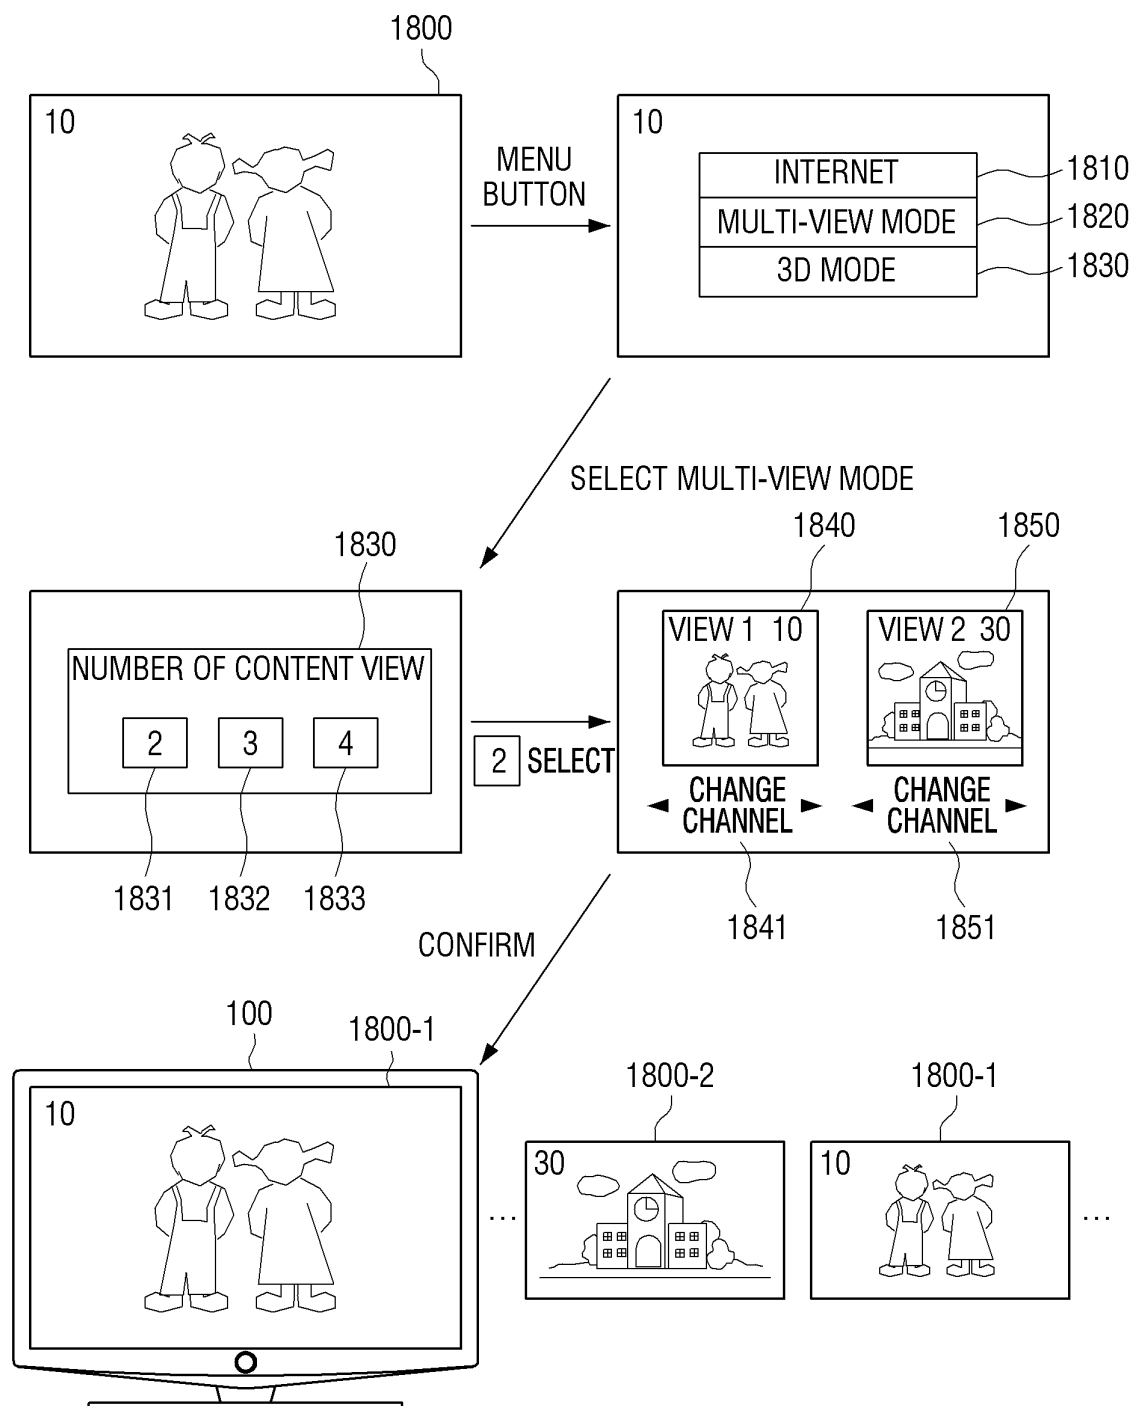 1800
10
MENU
BUTTON
10
INTERNET
1810
MULTI-VIEW MODE
1820
3D MODE
1830
SELECT MULTI-VIEW MODE
1830
NUMBER OF CONTENT VIEW
2 3 4
1831 1832 1833
2 SELECT
1840 1850
VIEW 1 10
VIEW 2 30
CHANGE
CHANNEL
CHANGE
CHANNEL
1841 1851
CONFIRM
100
1800-1
10
...
1800-2
30
1800-1
10
...